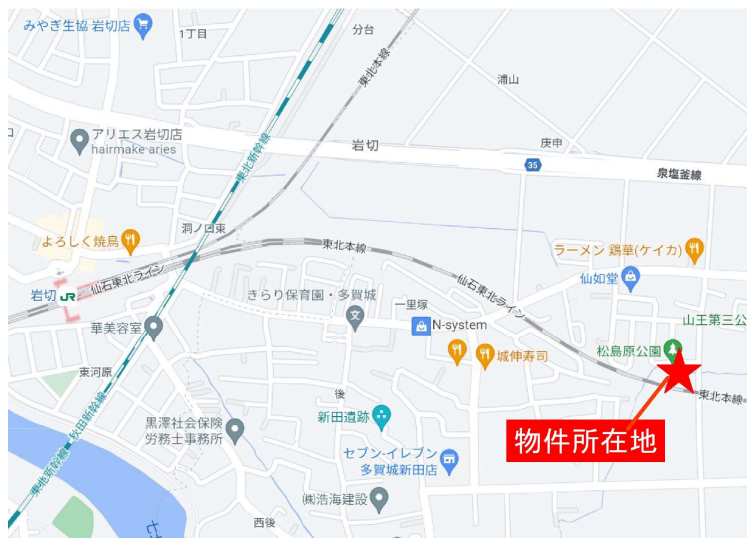 みやぎ生協 岩切店
1丁目
分台
東北本線
浦山
アリエス岩切店
hairmake aries
東北新幹線
岩切
庚申
35
泉塩釜線
洞ノ口東
よろしく焼鳥
東北本線
ラーメン 鶏華(ケイカ)
仙石東北ライン
仙石東北ライン
仙如堂
岩切
JR
きらり保育園・多賀城
一里塚
N-system
山王第三公
華美容室
城伸寿司
松島原公園
東河原
後
東北本線
新田遺跡
黒澤社会保険
労務士事務所
物件所在地
秋田新幹線
東北新幹線
セブン-イレブン
多賀城新田店
㈱浩海建設
西後
七